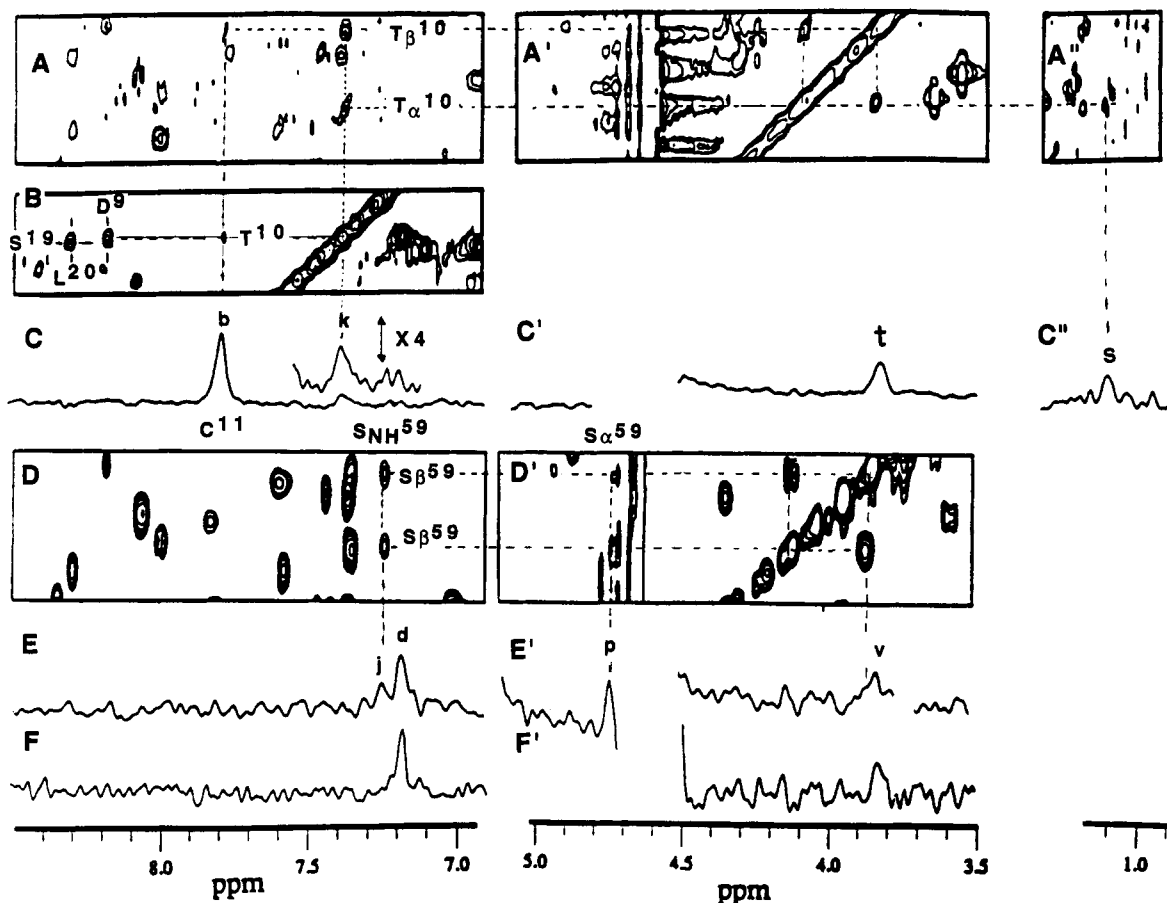 A Tβ10 A' A''
Tα10
B D9
S19 T10
L20
C b k X4 C' t C'' s
C11 SNH59 Sα59
D Sβ59 D'
Sβ59
E j d E' p v
F F'
8.0 7.5 7.0 5.0 4.5 4.0 3.5 1.0
ppm ppm